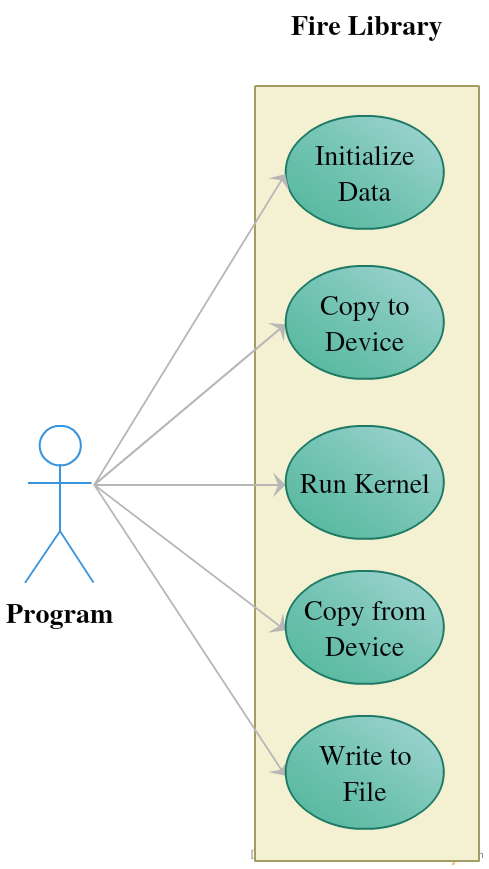 Fire Library
Initialize
Data
Copy to
Device
Run Kernel
Copy from
Device
Write to
File
Program